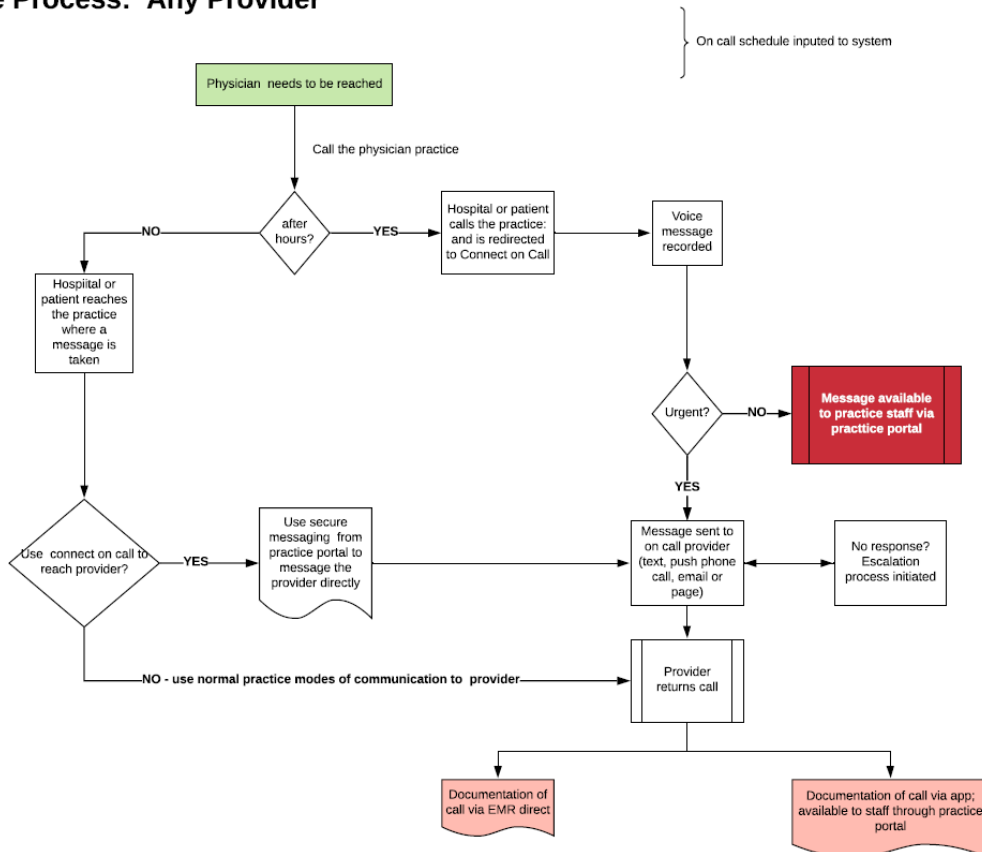 e Process: Any Provider
On call schedule inputed to system
Physician needs to be reached
Call the physician practice
after
hours?
NO
YES
Hospital or patient
calls the practice:
and is redirected
to Connect on Call
Voice
message
recorded
Hospiital or
patient reaches
the practice
where a
message is
taken
Urgent?
NO
Message available
to practice staff via
practtice portal
YES
Use connect on call to
reach provider?
YES
Use secure
messaging from
practice portal to
message the
provider directly
Message sent to
on call provider
(text, push phone
call, email or
page)
No response?
Escalation
process initiated
NO - use normal practice modes of communication to provider
Provider
returns call
Documentation of
call via EMR direct
Documentation of call via app;
available to staff through practice
portal